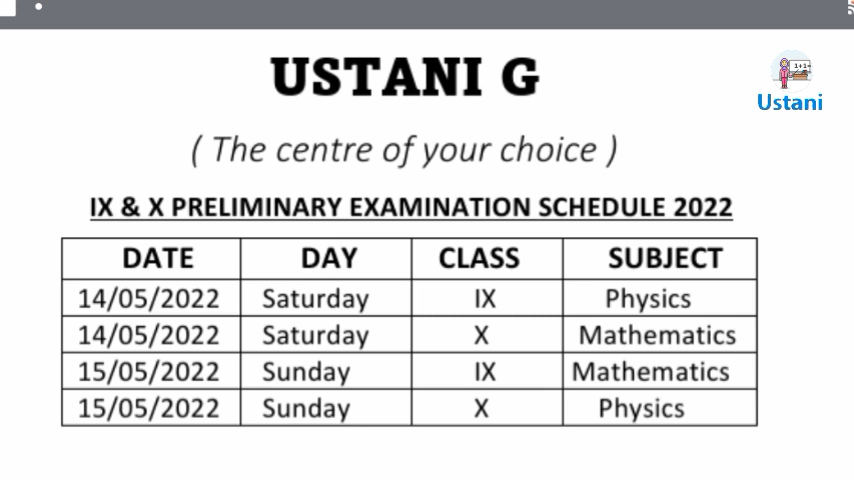 USTANI G
1+1=
Ustani
( The centre of your choice )
IX & X PRELIMINARY EXAMINATION SCHEDULE 2022
DATE DAY CLASS SUBJECT
14/05/2022 Saturday IX Physics
14/05/2022 Saturday X Mathematics
15/05/2022 Sunday IX Mathematics
15/05/2022 Sunday X Physics